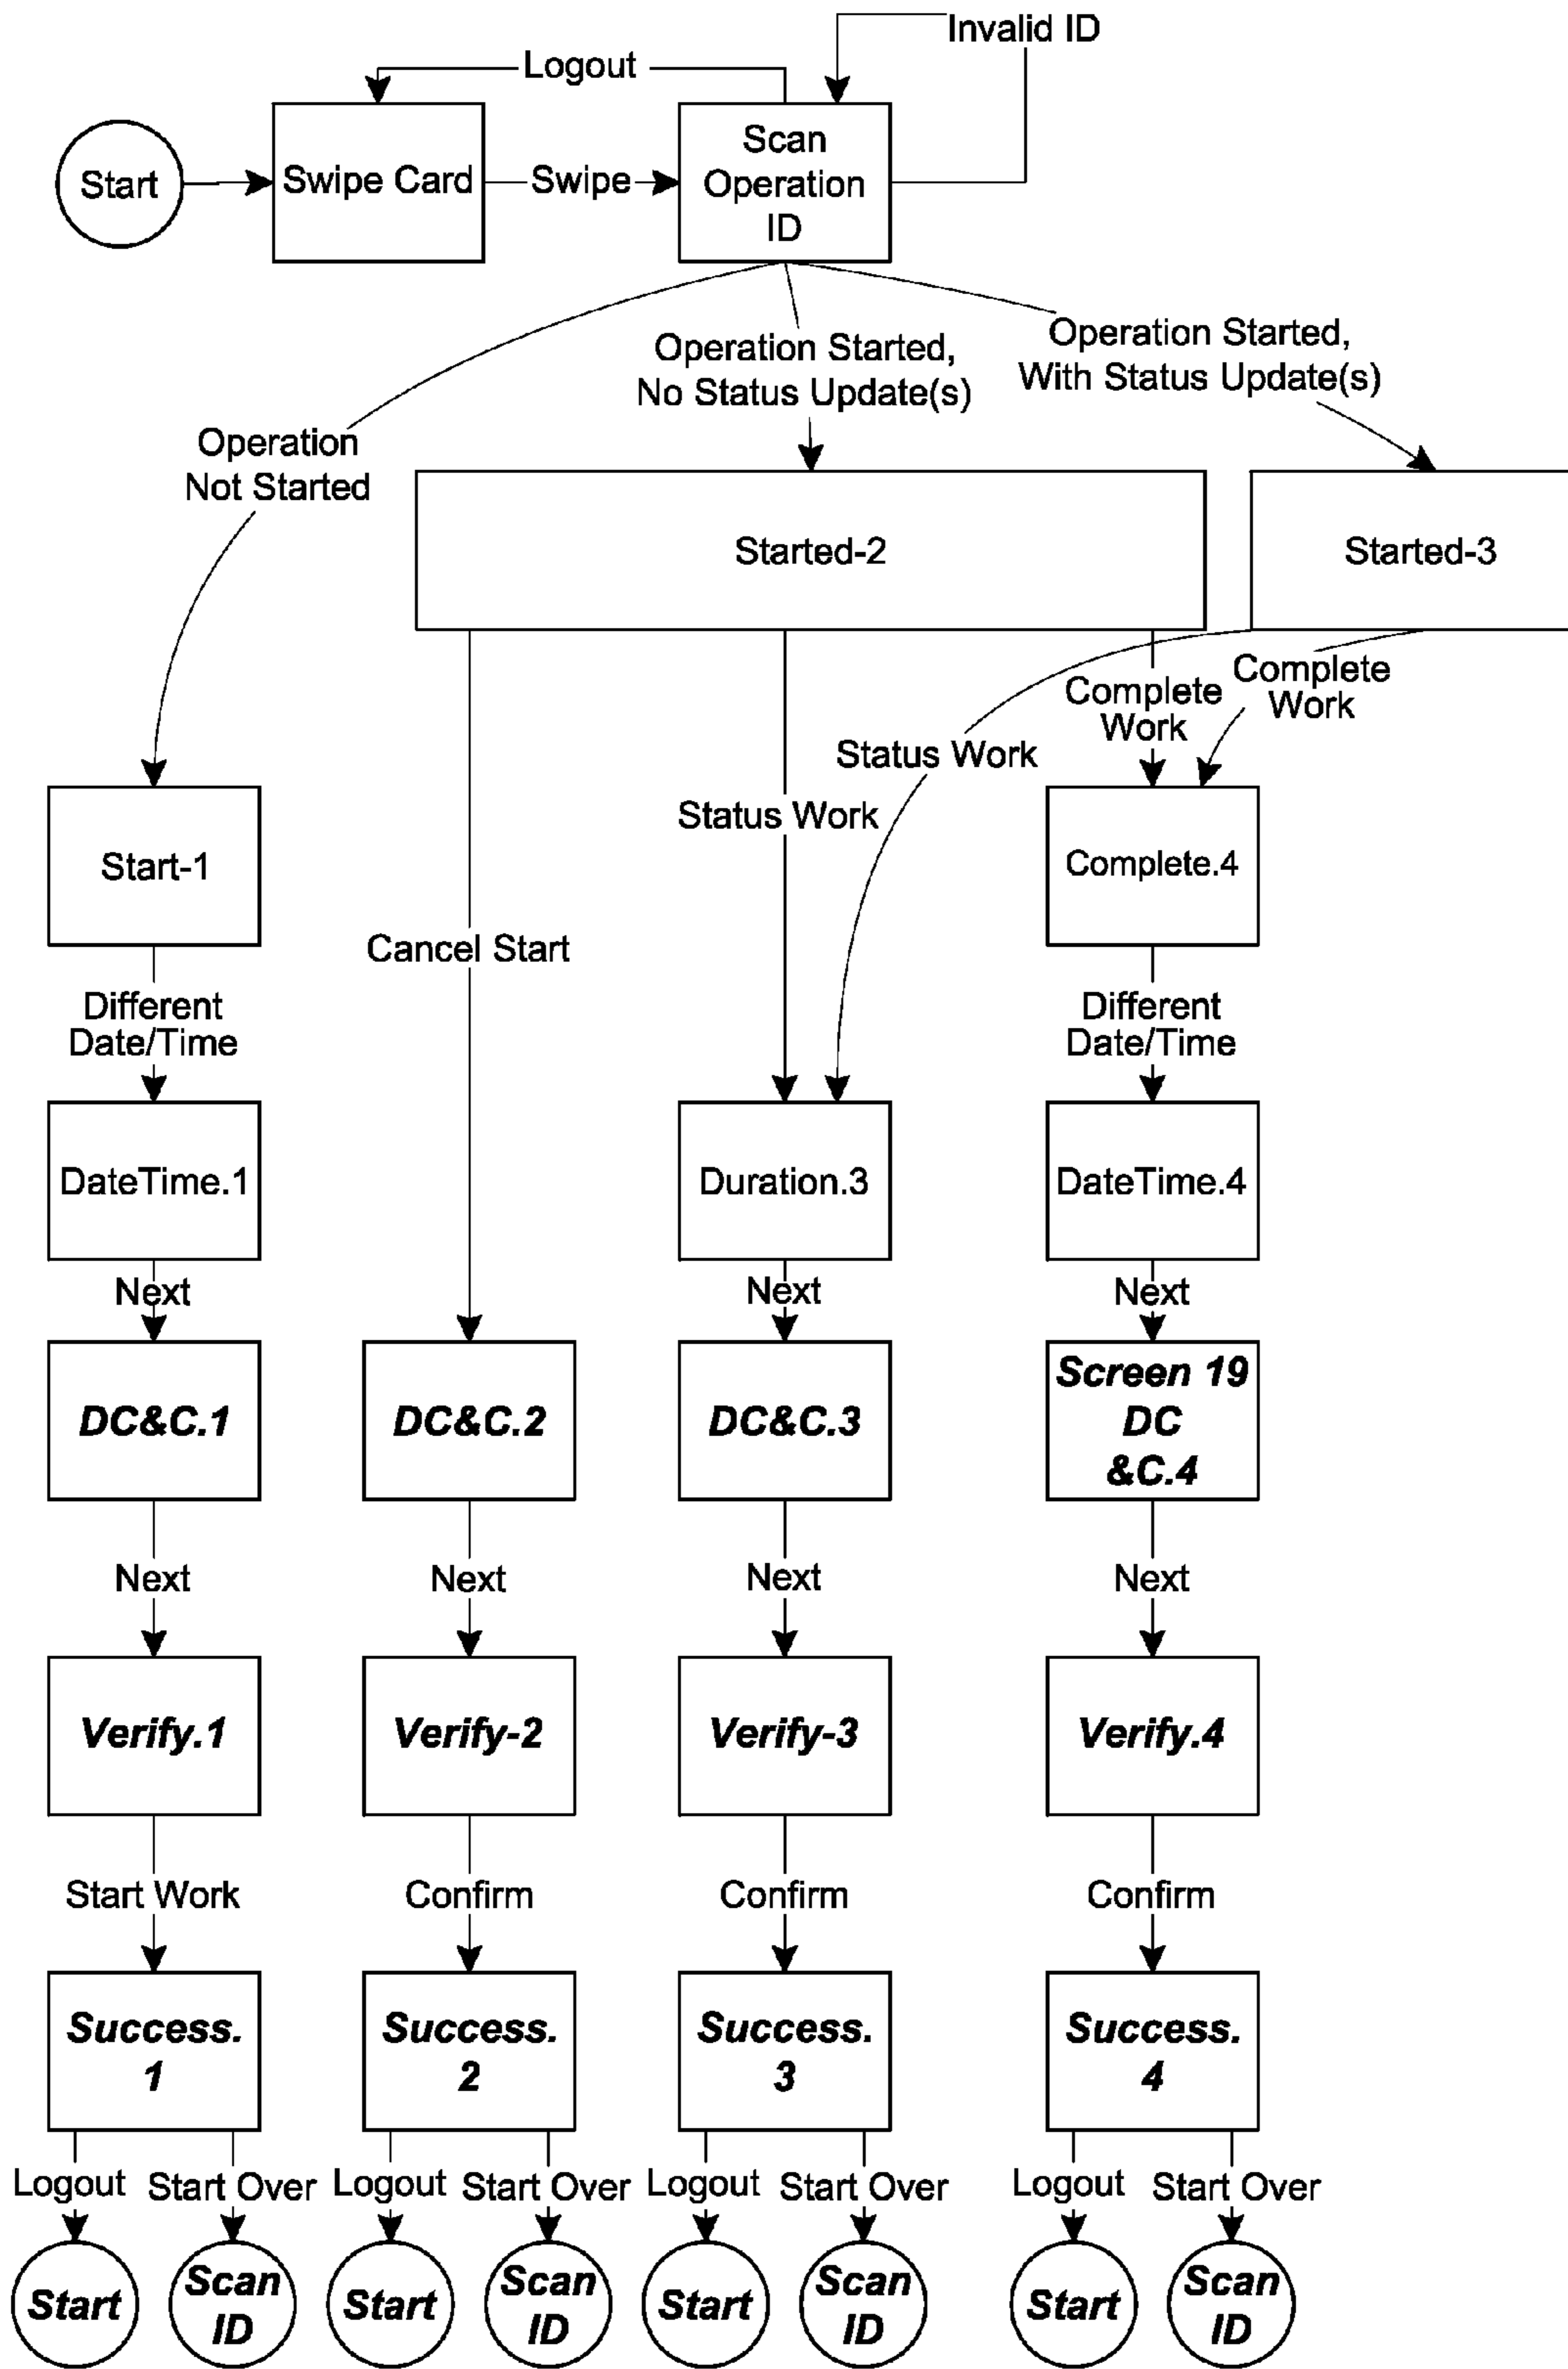 Invalid ID
Logout
Start
Swipe Card
Swipe
Scan
Operation
ID
Operation Started,
With Status Update(s)
Operation Started,
No Status Update(s)
Operation
Not Started
Started-2
Started-3
Complete
Work
Complete
Work
Status Work
Status Work
Start-1
Complete.4
Cancel Start
Different
Date/Time
Different
Date/Time
DateTime.1
Duration.3
DateTime.4
Next
Next
Next
DC&C.1
DC&C.2
DC&C.3
Screen 19
DC
&C.4
Next
Next
Next
Next
Verify.1
Verify-2
Verify-3
Verify.4
Start Work
Confirm
Confirm
Confirm
Success.
1
Success.
2
Success.
3
Success.
4
Logout
Start Over
Logout
Start Over
Logout
Start Over
Logout
Start Over
Start
Scan
ID
Start
Scan
ID
Start
Scan
ID
Start
Scan
ID